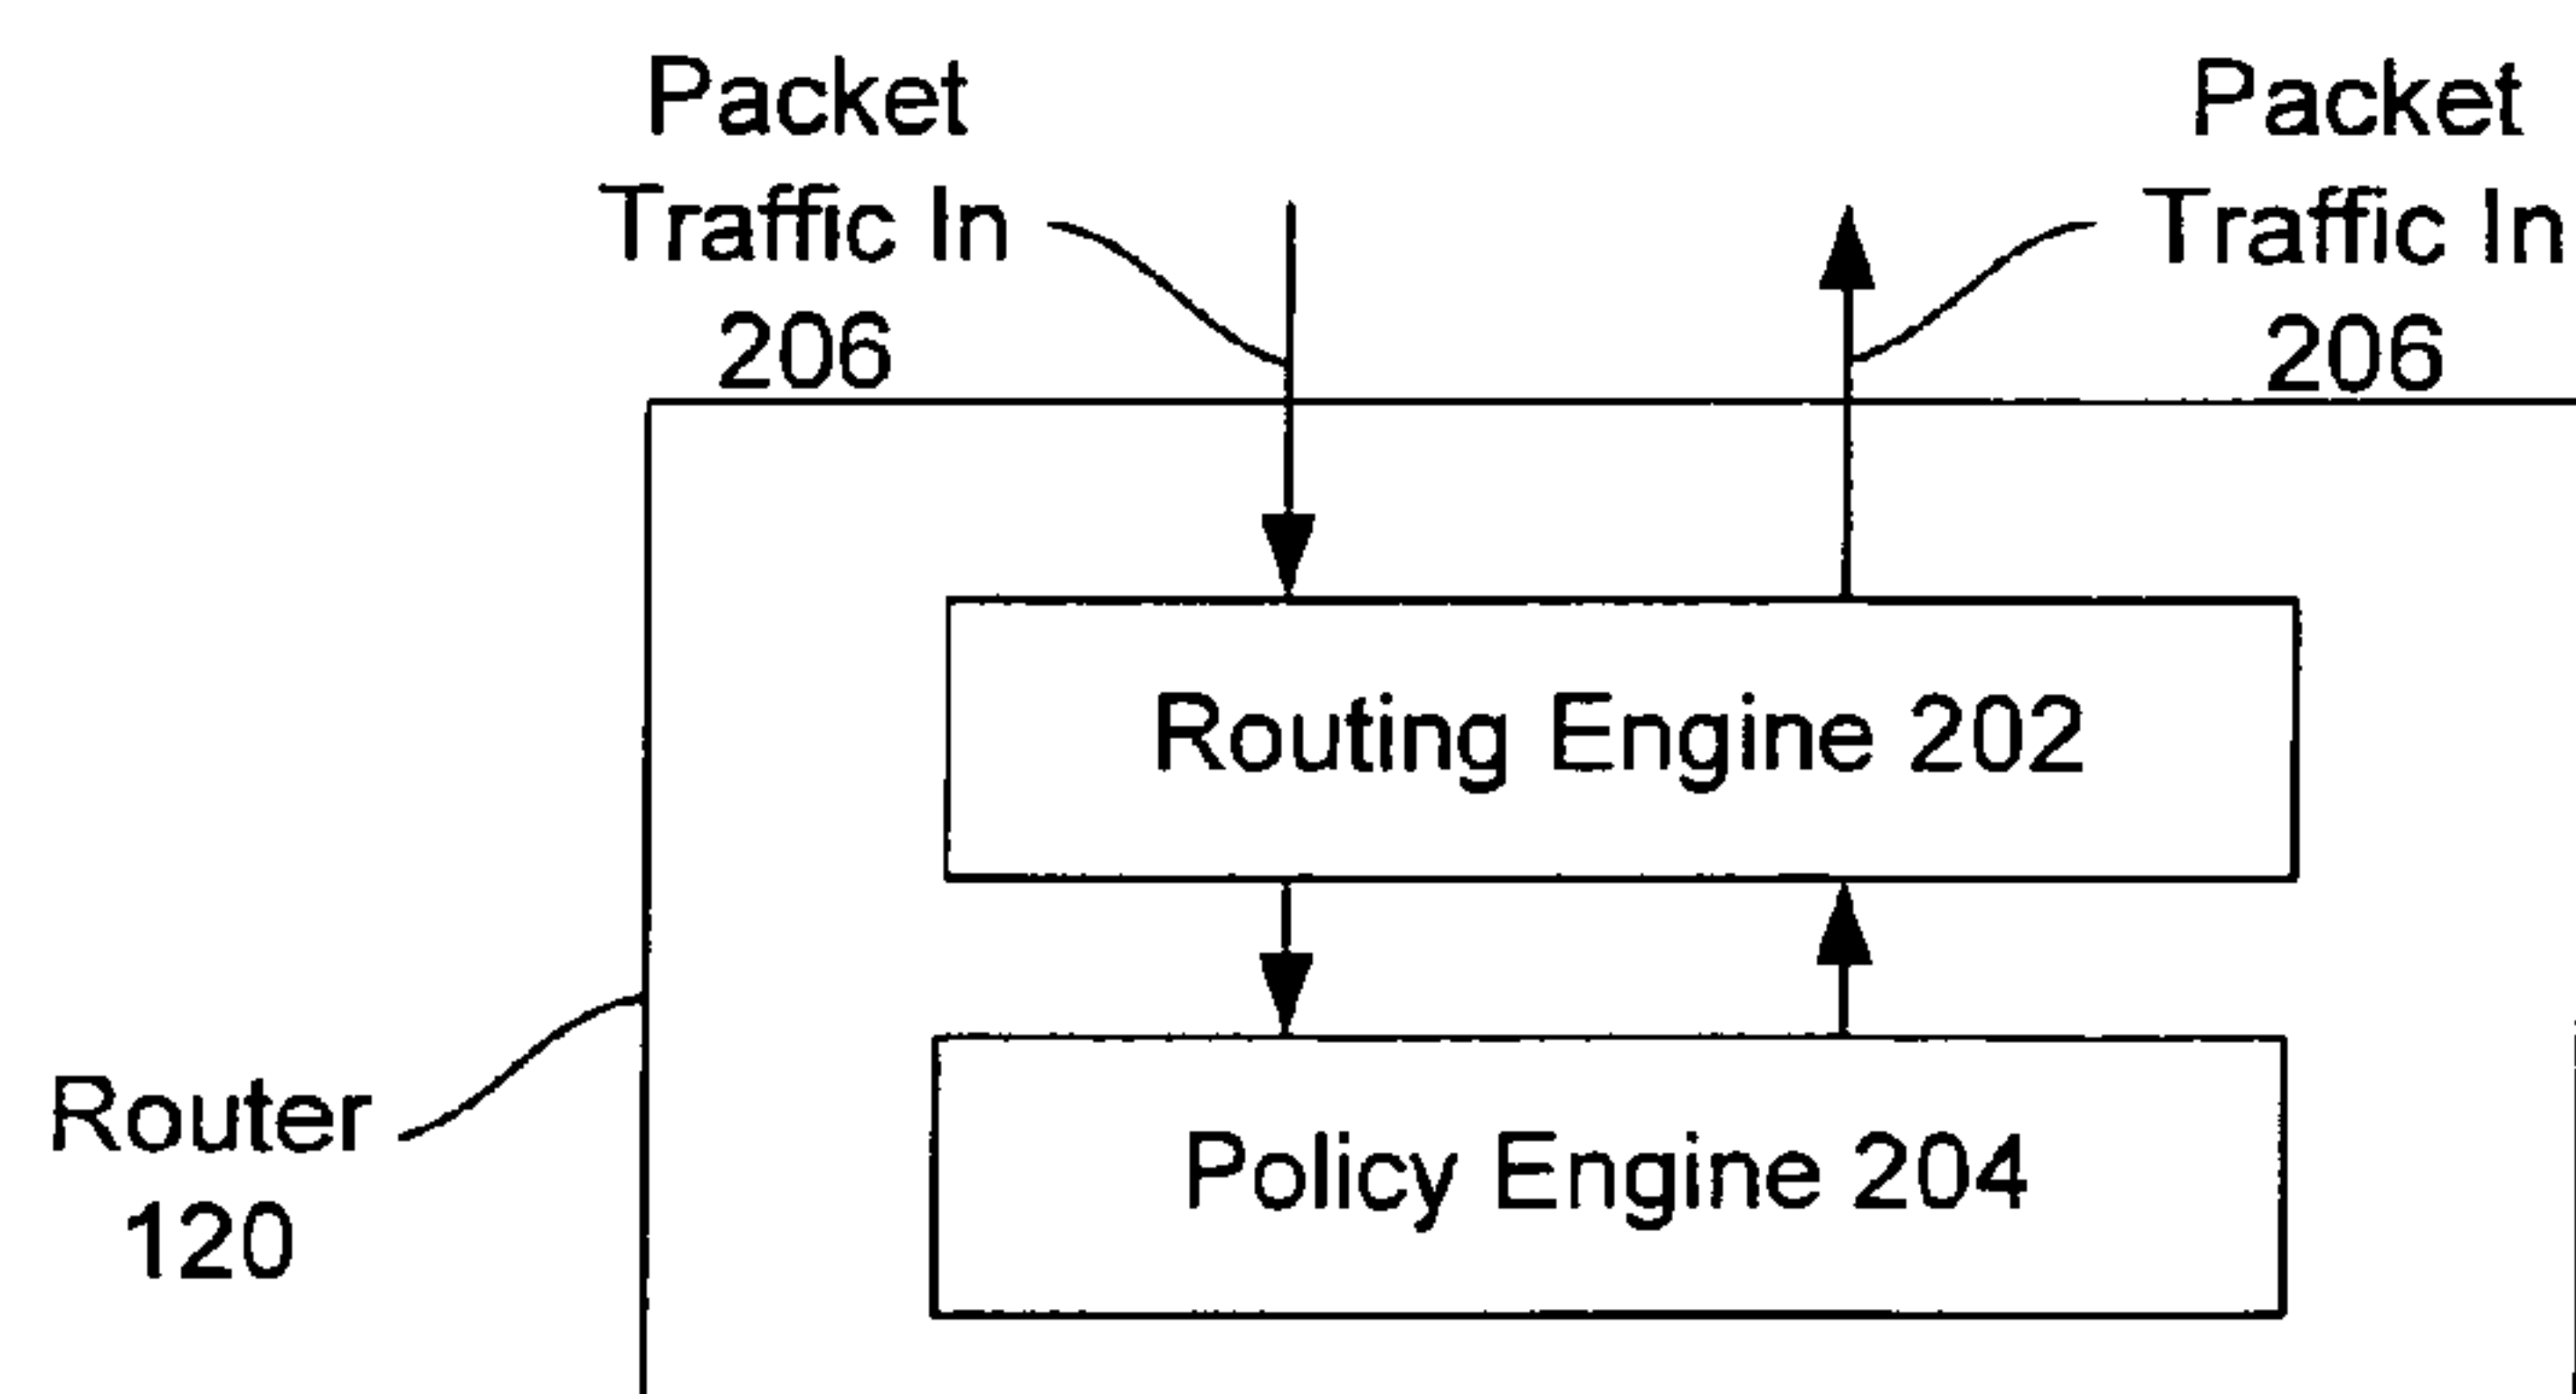 Packet
Traffic In
206
Packet
Traffic In
206
Routing Engine 202
Policy Engine 204
Router
120